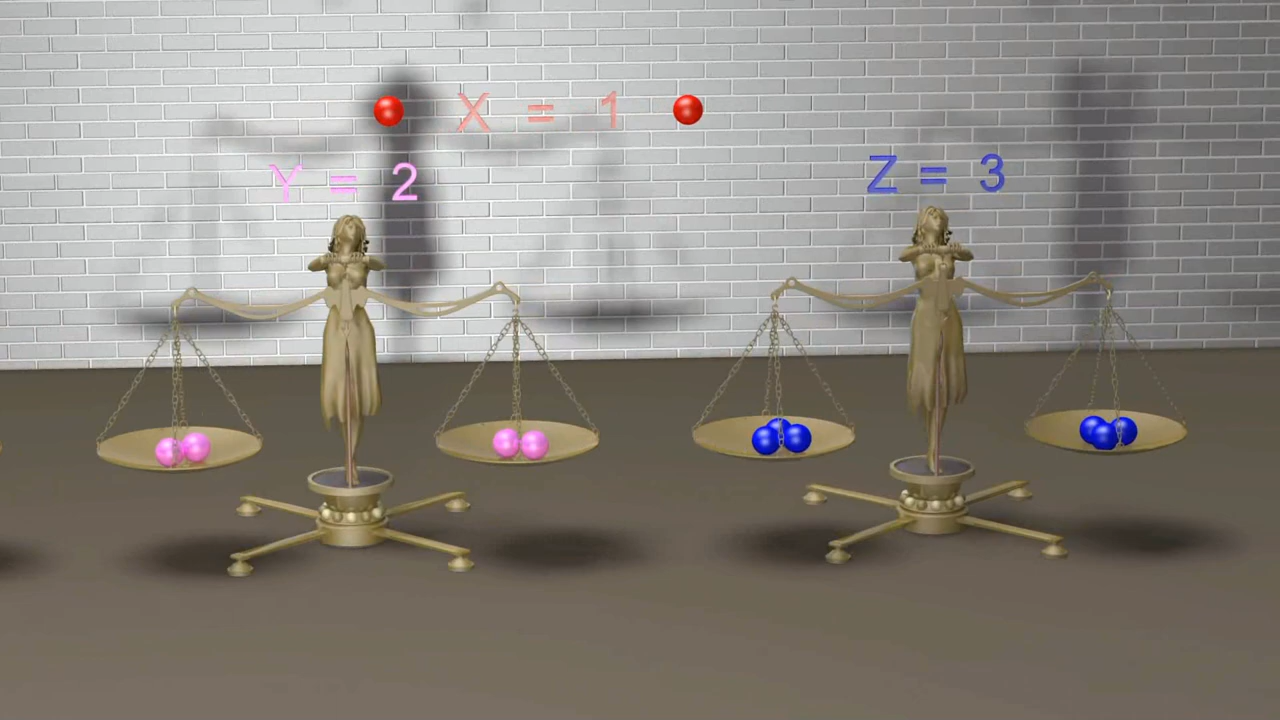 X = 1
Y = 2
Z = 3